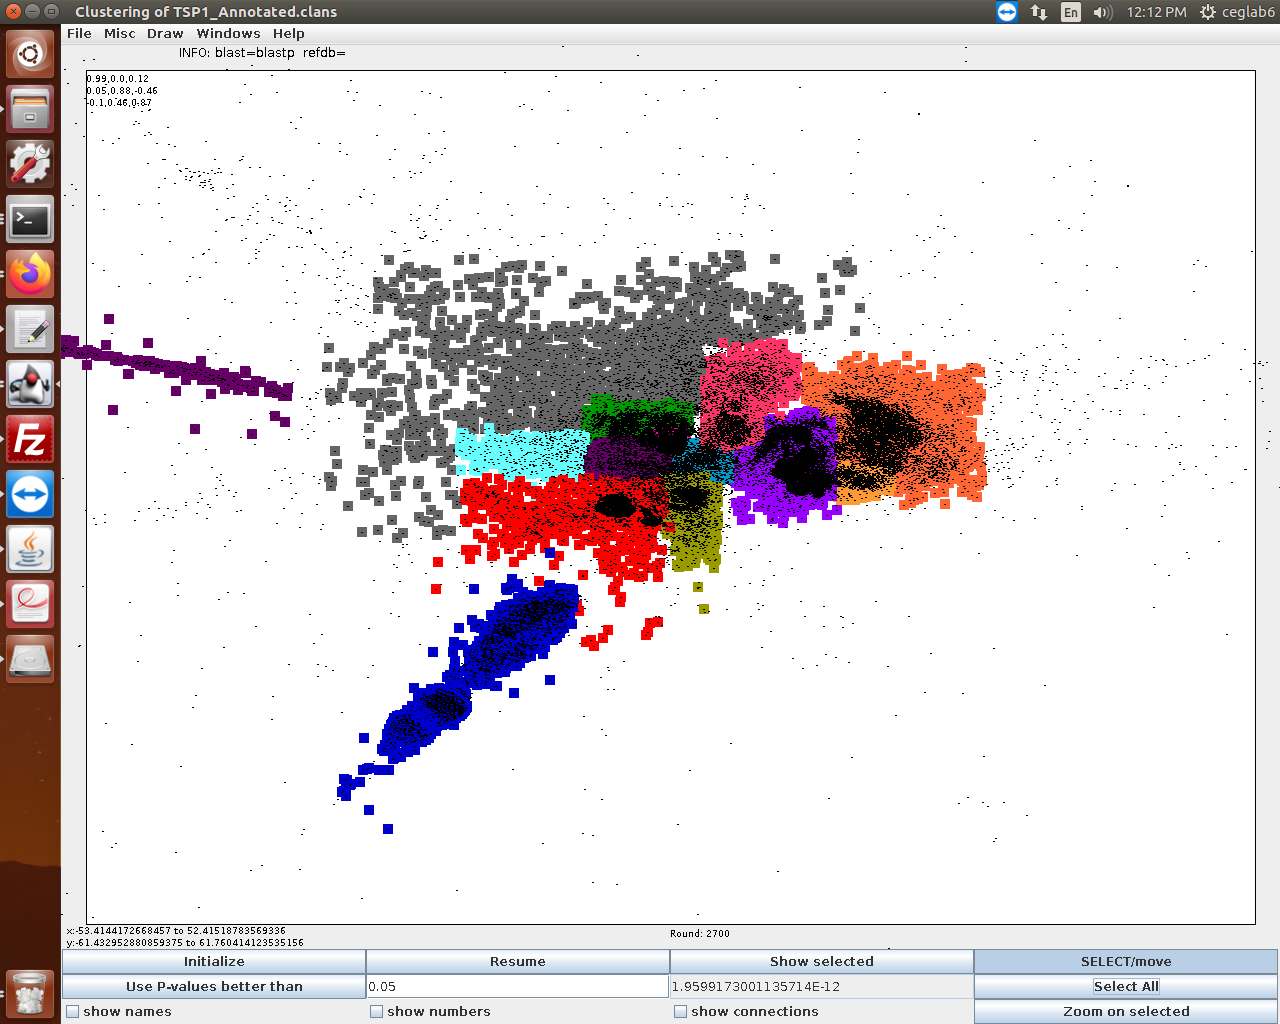 Clustering of TSP1_Annotated.clans
En
12:12 PM
ceglab6
File Misc Draw Windows Help
INFO: blast=blastp refdb=
0.99,0.0,0.12
0.05,0.88,-0.46
-0.1,0.46,0.87
x:-53.4144172668457 to 52.41518783569336
y:-61.432952880859375 to 61.760414123535156
Round: 2700
Initialize
Resume
Show selected
SELECT/move
Use P-values better than
0.05
1.9599173001135714E-12
Select All
show names
show numbers
show connections
Zoom on selected